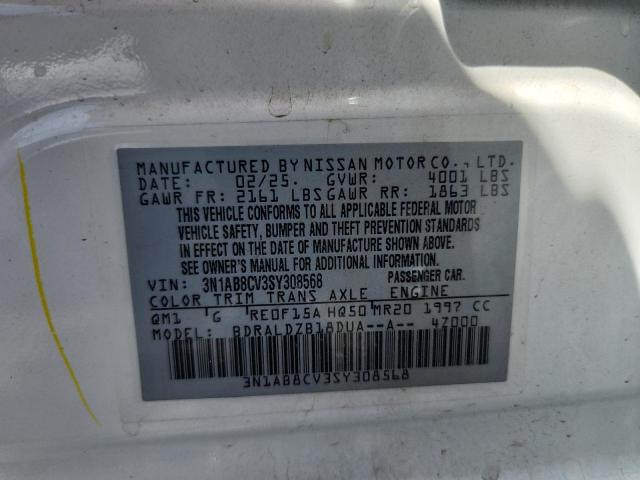 MANUFACTURED BY NISSAN MOTOR CO., LTD.
DATE: 02/25. GVWR: 4001 LBS
GAWR FR: 2161 LBS GAWR RR: 1863 LBS
THIS VEHICLE CONFORMS TO ALL APPLICABLE FEDERAL MOTOR
VEHICLE SAFETY, BUMPER AND THEFT PREVENTION STANDARDS
IN EFFECT ON THE DATE OF MANUFACTURE SHOWN ABOVE.
SEE OWNER'S MANUAL FOR ADDITIONAL INFORMATION.
VIN: 3N1AB8CV3SY308568 PASSENGER CAR.
COLOR TRIM TRANS AXLE ENGINE
QM1 G RE0F15A HQ50 MR20 1997 CC
MODEL: BDRALDZB18DUA--A-- 4Z000
3N1AB8CV3SY308568